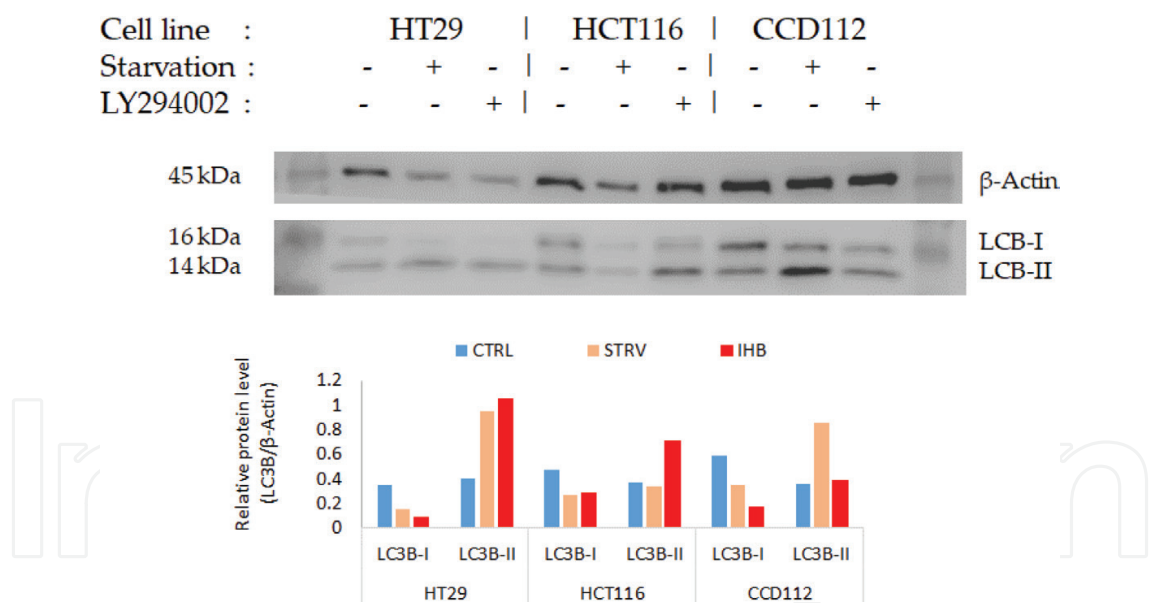 Cell line : HT29 | HCT116 | CCD112
Starvation : - + - | - + - | - + -
LY294002 : - - + | - - + | - - +
45 kDa β-Actin
16 kDa LCB-I
14 kDa LCB-II
CTRL STRV IHB
Relative protein level
(LC3B/β-Actin)
1.2
1
0.8
0.6
0.4
0.2
0
LC3B-I LC3B-II LC3B-I LC3B-II LC3B-I LC3B-II
HT29 HCT116 CCD112